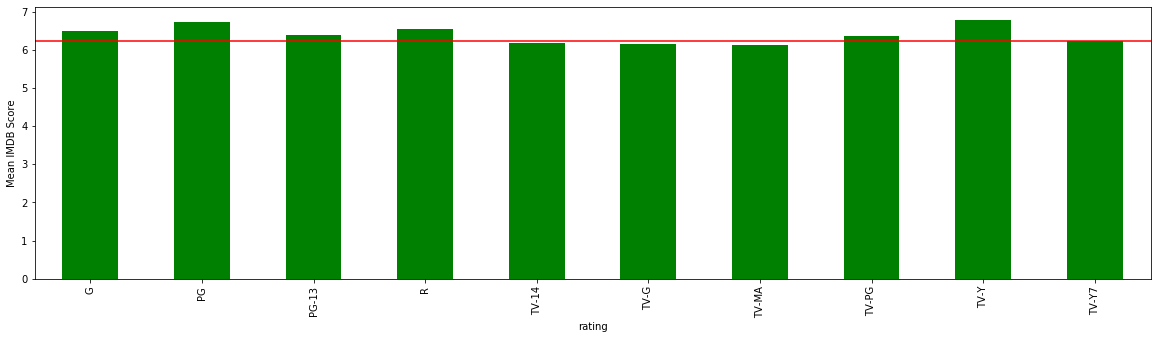 7
6
5
4
3
2
1
0
Mean IMDB Score
G
PG
PG-13
R
TV-14
TV-G
TV-MA
TV-PG
TV-Y
TV-Y7
rating